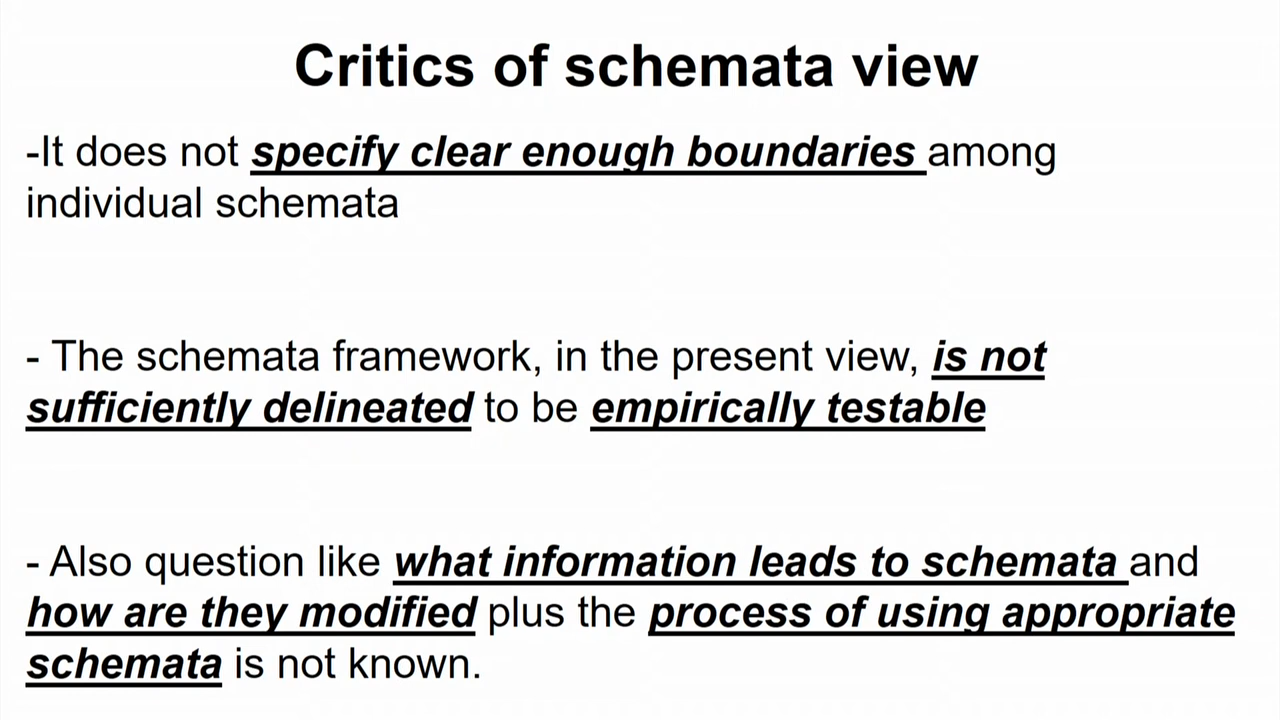 Critics of schemata view
-It does not specify clear enough boundaries among
individual schemata
- The schemata framework, in the present view, is not
sufficiently delineated to be empirically testable
- Also question like what information leads to schemata and
how are they modified plus the process of using appropriate
schemata is not known.